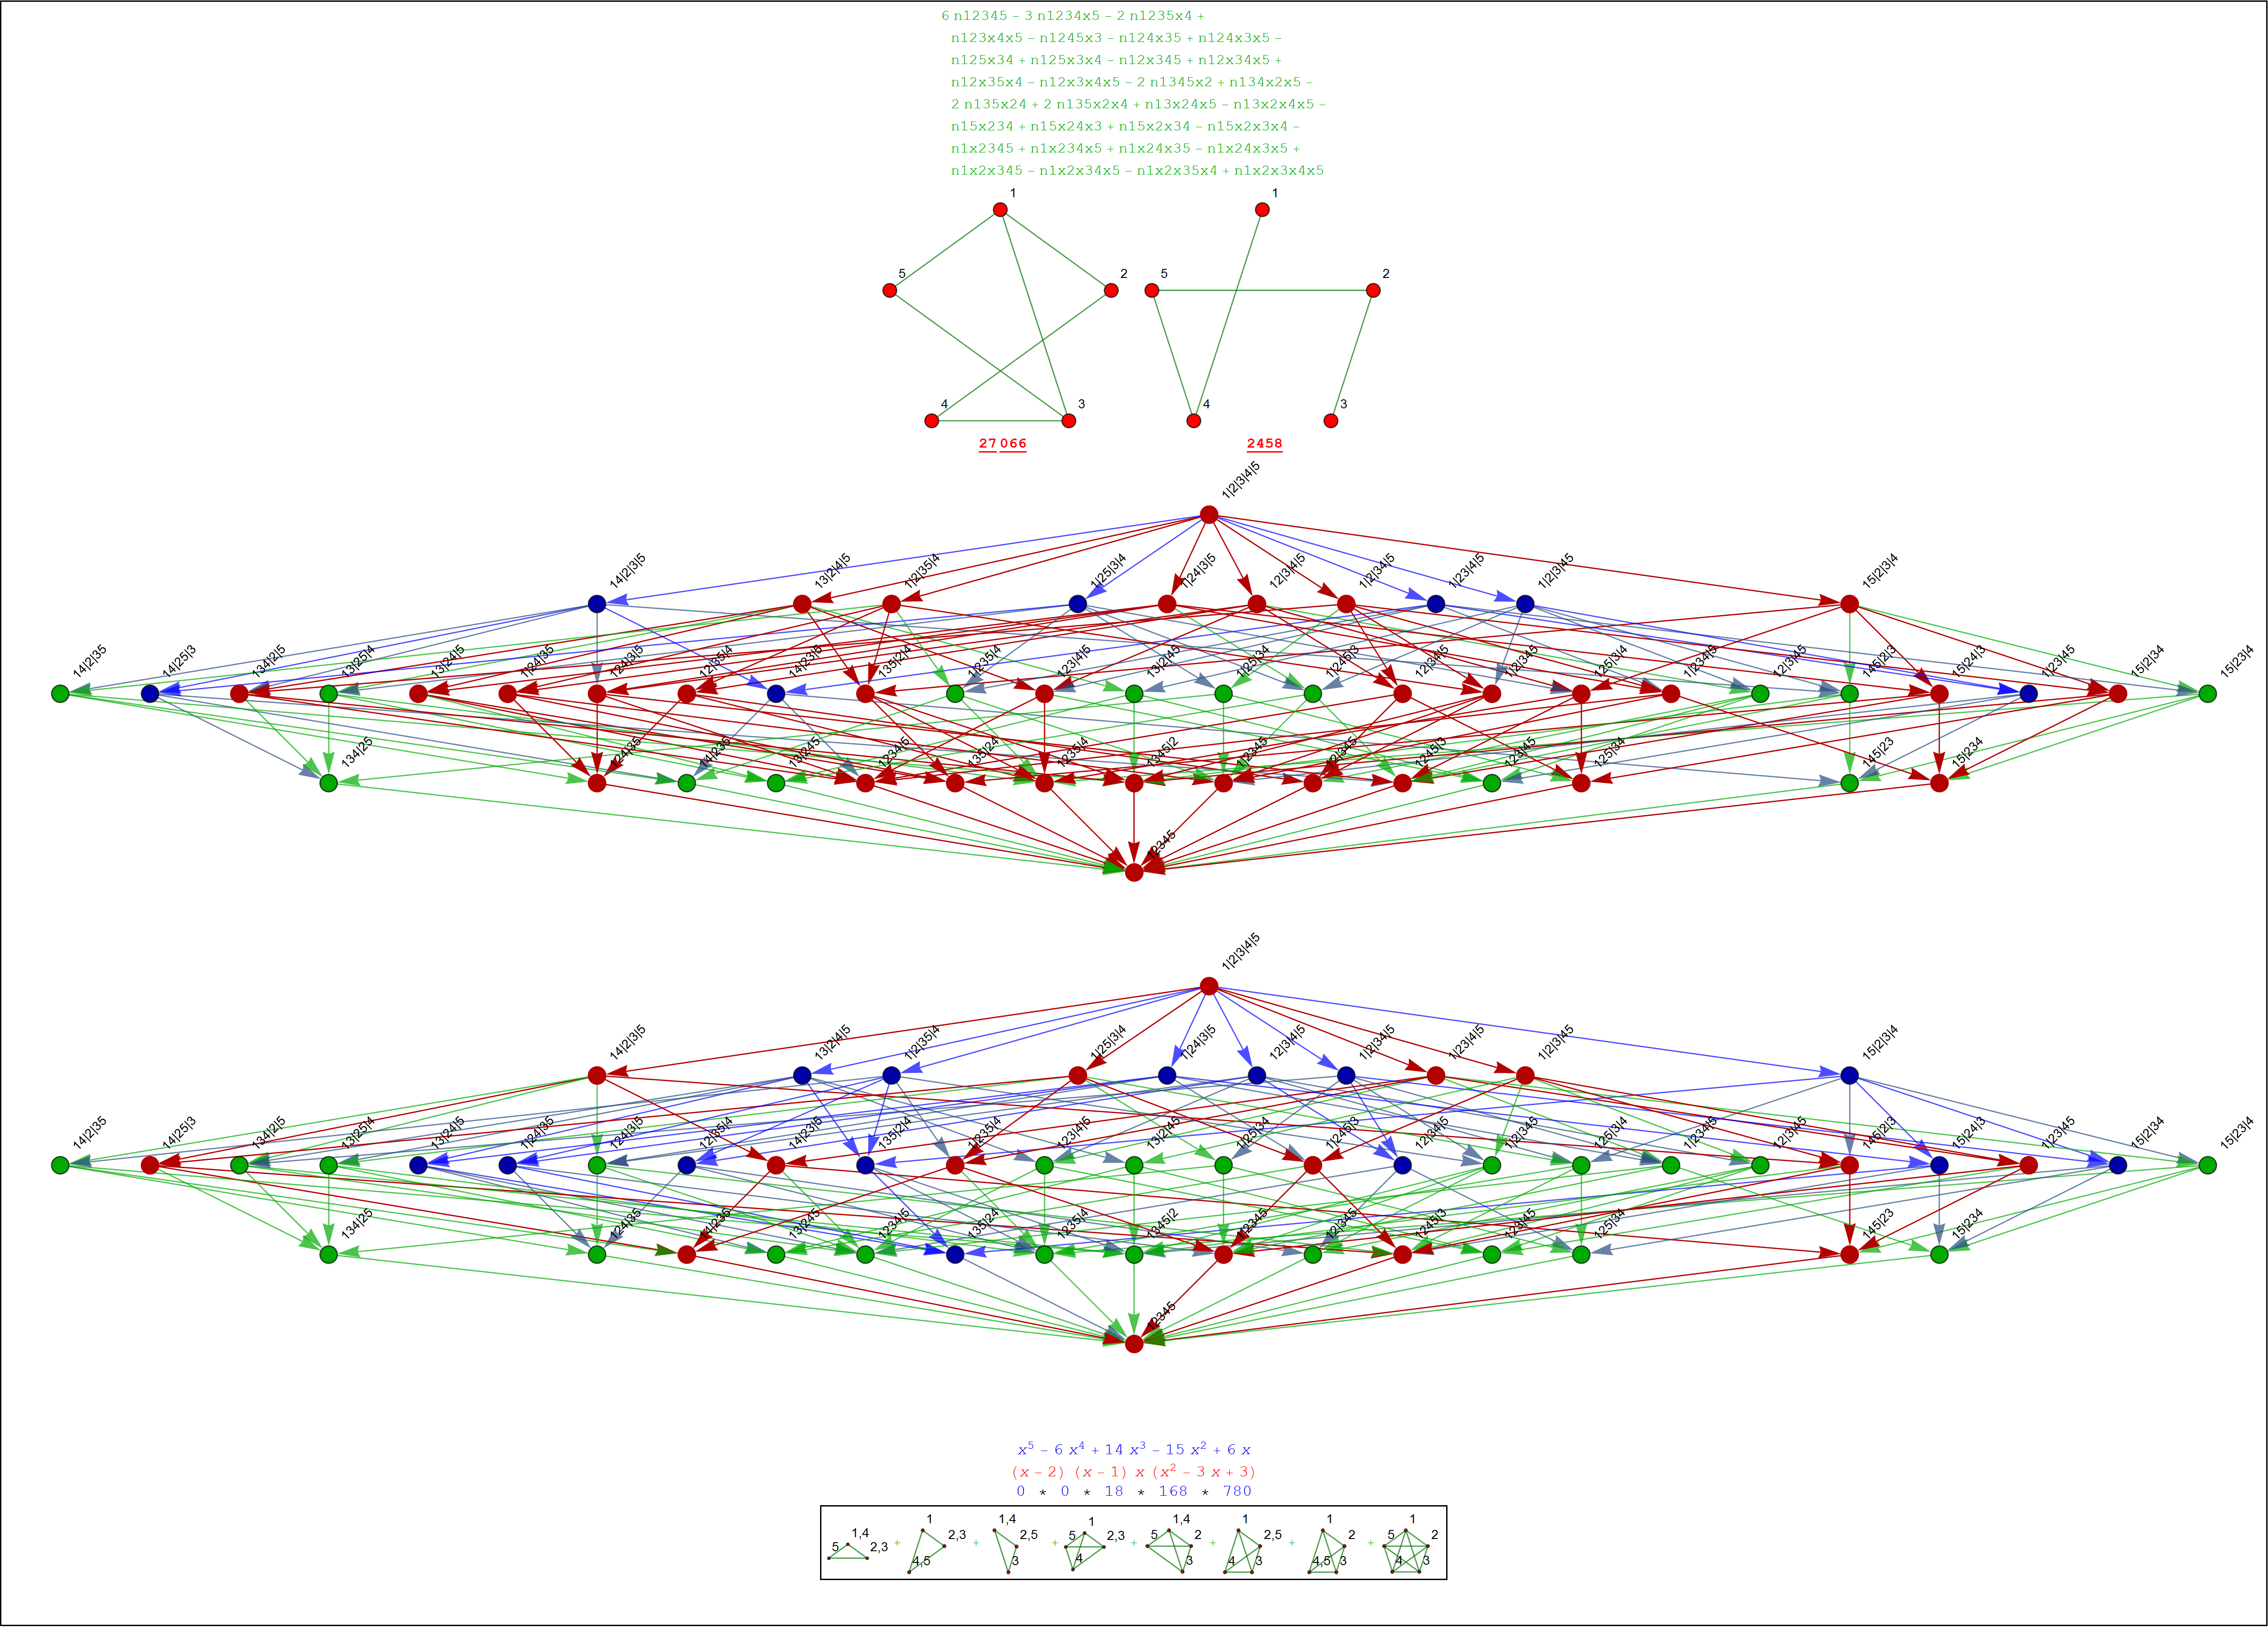 6 n12345 – 3 n1234x5 – 2 n1235x4 +
n123x4x5 – n1245x3 – n124x35 + n124x3x5 –
n125x34 + n125x3x4 – n12x345 + n12x34x5 +
n12x35x4 – n12x3x4x5 – 2 n1345x2 + n134x2x5 –
2 n135x24 + 2 n135x2x4 + n13x24x5 – n13x2x4x5 –
n15x234 + n15x24x3 + n15x2x34 – n15x2x3x4 –
n1x2345 + n1x234x5 + n1x24x35 – n1x24x3x5 +
n1x2x345 – n1x2x34x5 – n1x2x35x4 + n1x2x3x4x5
1 1
5 2 5 2
4 3 4 3
27 066 2458
1|2|3|4|5
14|2|3|5 13|2|4|5 1|2|35|4 1|25|3|4 1|24|3|5 12|3|4|5 1|2|34|5 1|23|4|5 1|2|3|45 15|2|3|4
14|2|35 14|25|3 134|2|5 13|25|4 13|24|5 1|24|35 124|3|5 12|35|4 14|23|5 135|2|4 1|235|4 123|4|5 13|2|45 1|25|34 1|245|3 12|34|5 1|2|345 125|3|4 1|234|5 12|3|45 145|2|3 15|24|3 1|23|45 15|2|34 15|23|4
134|25 124|35 14|235 13|245 1234|5 135|24 1235|4 1345|2 1|2345 12|345 1245|3 123|45 125|34 145|23 15|234
12345
1|2|3|4|5
14|2|3|5 13|2|4|5 1|2|35|4 1|25|3|4 1|24|3|5 12|3|4|5 1|2|34|5 1|23|4|5 1|2|3|45 15|2|3|4
14|2|35 14|25|3 134|2|5 13|25|4 13|24|5 1|24|35 124|3|5 12|35|4 14|23|5 135|2|4 1|235|4 123|4|5 13|2|45 1|25|34 1|245|3 12|34|5 1|2|345 125|3|4 1|234|5 12|3|45 145|2|3 15|24|3 1|23|45 15|2|34 15|23|4
134|25 124|35 14|235 13|245 1234|5 135|24 1235|4 1345|2 1|2345 12|345 1245|3 123|45 125|34 145|23 15|234
12345
x⁵ – 6 x⁴ + 14 x³ – 15 x² + 6 x
(x – 2) (x – 1) x (x² – 3 x + 3)
0 * 0 * 18 * 168 * 780
1,4 5 2,3 + 1 2,3 4,5 + 1,4 2,5 3 + 1 5 2,3 4 + 1,4 5 2 3 + 1 2,5 4 3 + 1 2 4,5 3 + 1 5 2 4 3